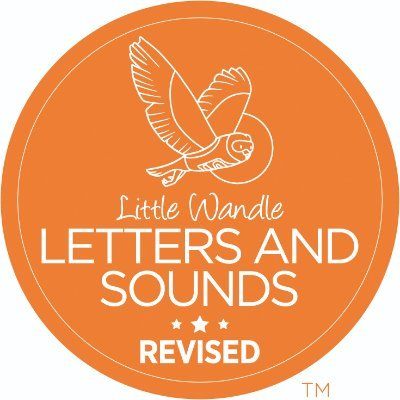 Little Wandle
LETTERS AND
SOUNDS
REVISED
TM